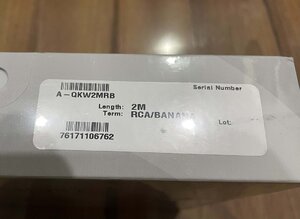 Serial Number
A-QKW2MRB
Length: 2M
Term: RCA/BANANA
Lot:
76171106762